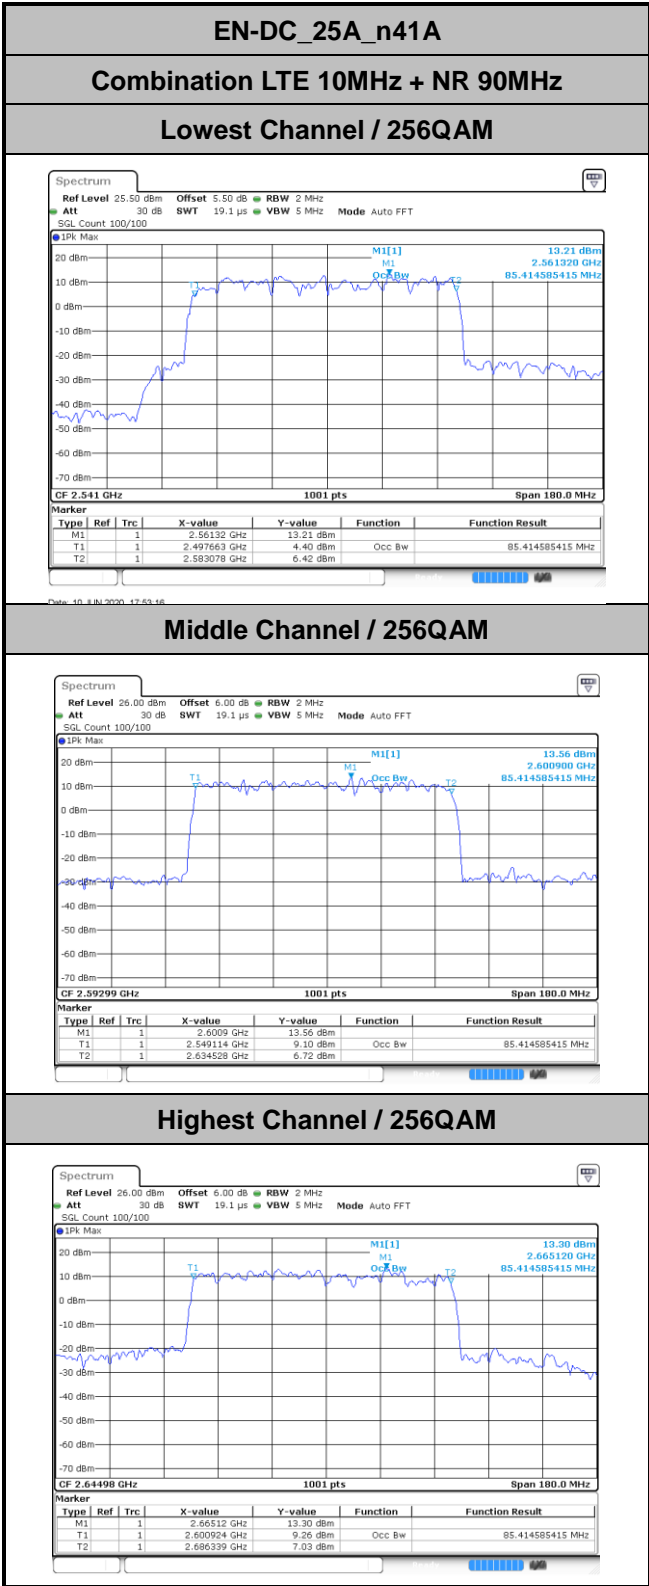 EN-DC_25A_n41A
Combination LTE 10MHz + NR 90MHz
Lowest Channel / 256QAM
Spectrum
Ref Level 25.50 dBm Offset 5.50 dB RBW 2 MHz
Att 30 dB SWT 19.1 µs VBW 5 MHz Mode Auto FFT
SGL Count 100/100
1Pk Max
M1[1] 13.21 dBm
2.561320 GHz
Occ Bw 85.414585415 MHz
M1
T1
T2
20 dBm
10 dBm
0 dBm
-10 dBm
-20 dBm
-30 dBm
-40 dBm
-50 dBm
-60 dBm
-70 dBm
CF 2.541 GHz 1001 pts Span 180.0 MHz
Marker
Type Ref Trc X-value Y-value Function Function Result
M1 1 2.56132 GHz 13.21 dBm
T1 1 2.497663 GHz 4.40 dBm Occ Bw 85.414585415 MHz
T2 1 2.583078 GHz 6.42 dBm
Date: 10.JUN.2020 17:53:16
Middle Channel / 256QAM
Spectrum
Ref Level 26.00 dBm Offset 6.00 dB RBW 2 MHz
Att 30 dB SWT 19.1 µs VBW 5 MHz Mode Auto FFT
SGL Count 100/100
1Pk Max
M1[1] 13.56 dBm
2.600900 GHz
Occ Bw 85.414585415 MHz
M1
T1
T2
20 dBm
10 dBm
0 dBm
-10 dBm
-20 dBm
-30 dBm
-40 dBm
-50 dBm
-60 dBm
-70 dBm
CF 2.59299 GHz 1001 pts Span 180.0 MHz
Marker
Type Ref Trc X-value Y-value Function Function Result
M1 1 2.6009 GHz 13.56 dBm
T1 1 2.549114 GHz 9.10 dBm Occ Bw 85.414585415 MHz
T2 1 2.634528 GHz 6.72 dBm
Highest Channel / 256QAM
Spectrum
Ref Level 26.00 dBm Offset 6.00 dB RBW 2 MHz
Att 30 dB SWT 19.1 µs VBW 5 MHz Mode Auto FFT
SGL Count 100/100
1Pk Max
M1[1] 13.30 dBm
2.665120 GHz
Occ Bw 85.414585415 MHz
M1
T1
T2
20 dBm
10 dBm
0 dBm
-10 dBm
-20 dBm
-30 dBm
-40 dBm
-50 dBm
-60 dBm
-70 dBm
CF 2.64498 GHz 1001 pts Span 180.0 MHz
Marker
Type Ref Trc X-value Y-value Function Function Result
M1 1 2.66512 GHz 13.30 dBm
T1 1 2.600924 GHz 9.26 dBm Occ Bw 85.414585415 MHz
T2 1 2.686339 GHz 7.03 dBm